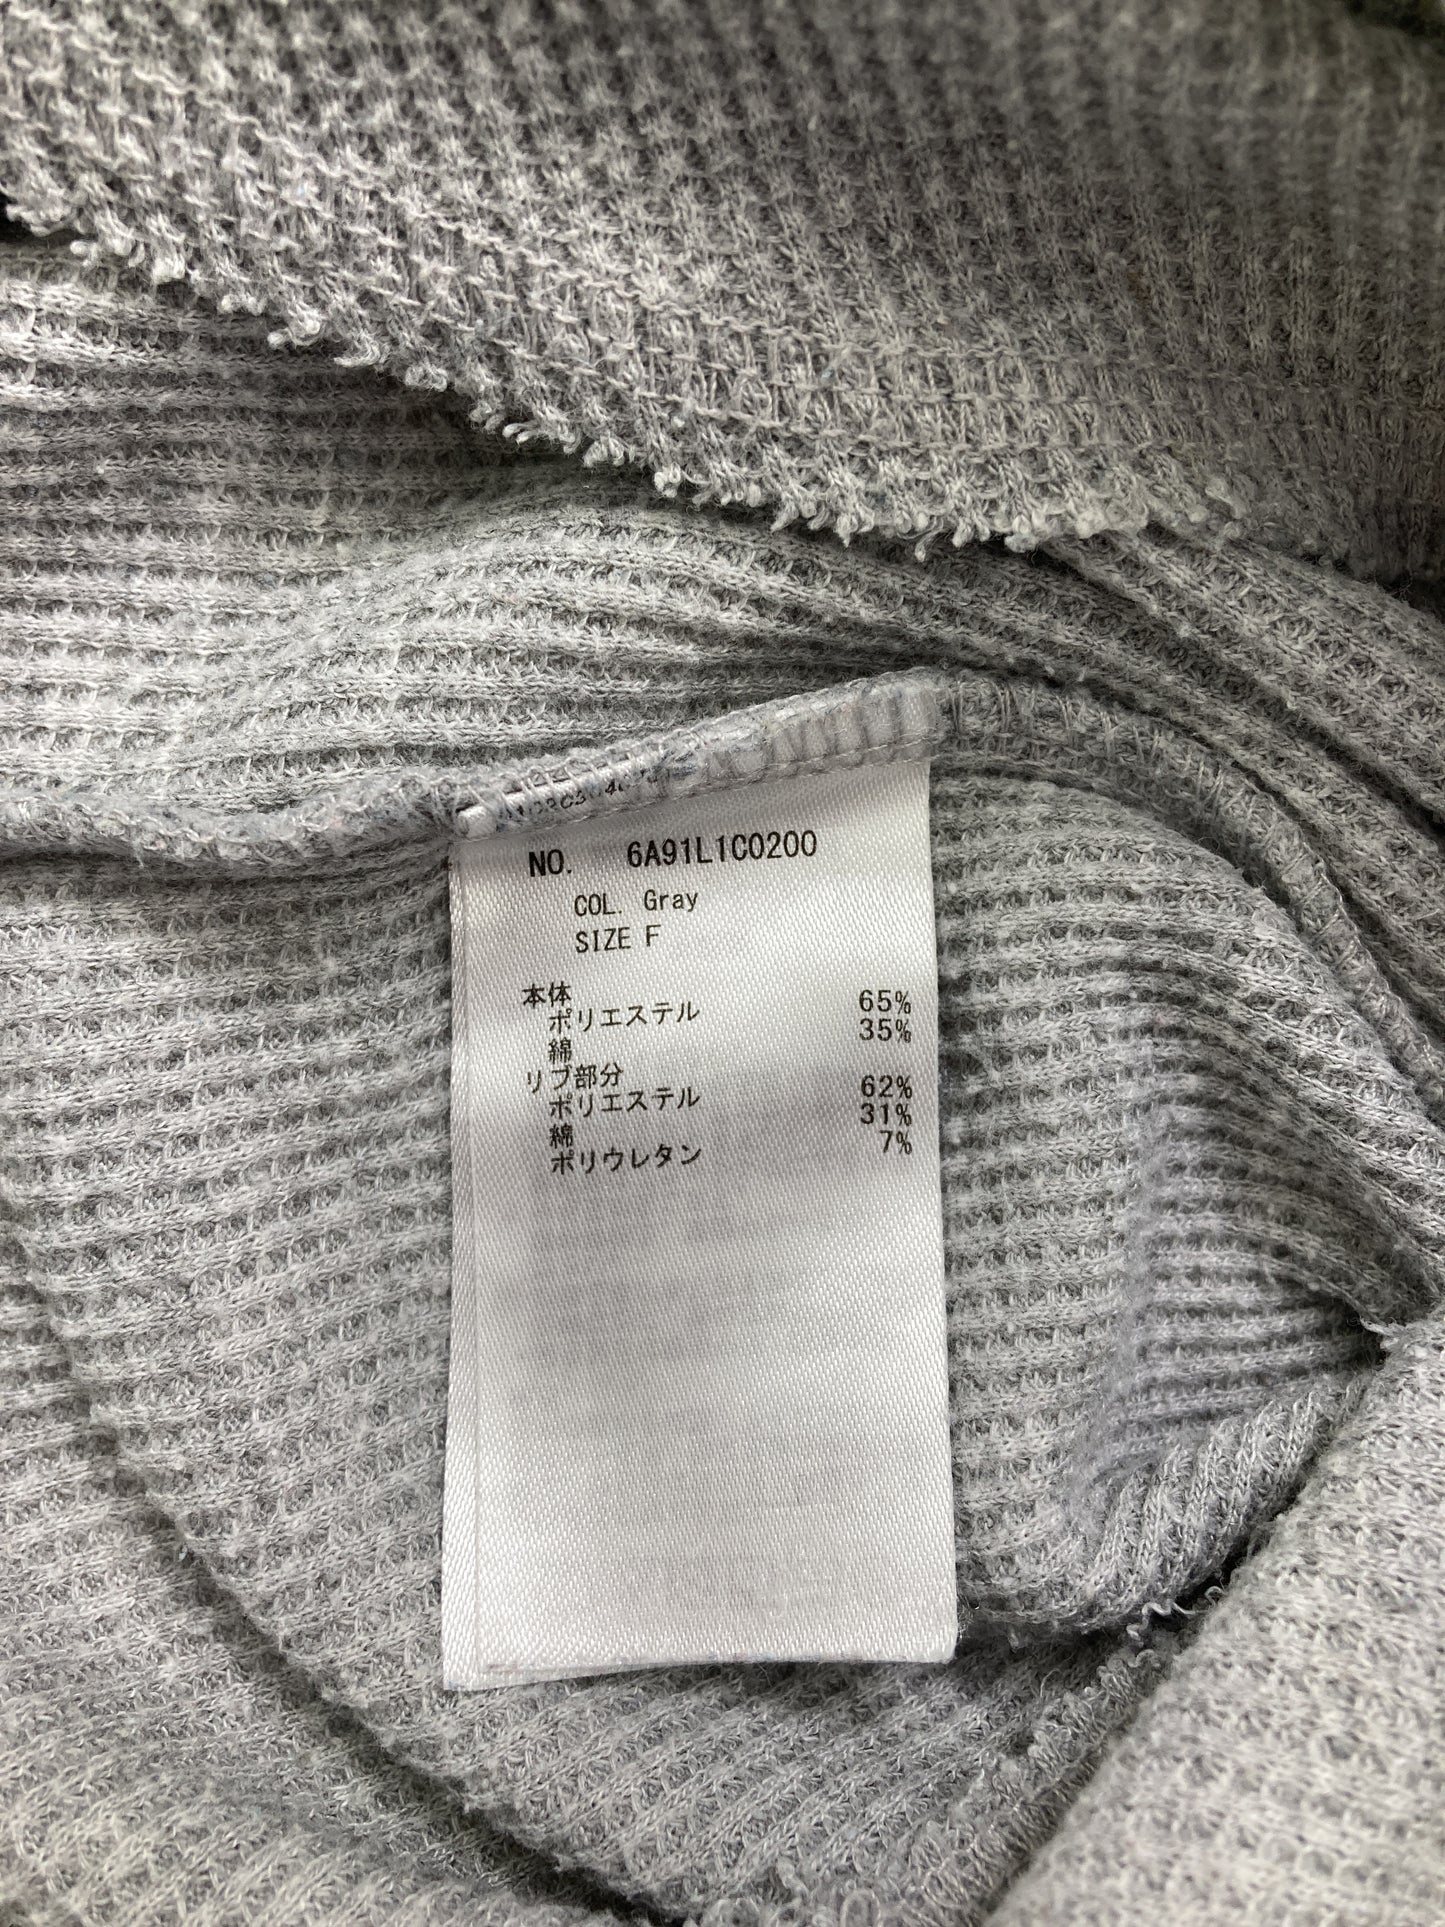 NO. 6A91L1C0200
COL. Gray
SIZE F
本体
ポリエステル 65%
綿 35%
リブ部分
ポリエステル 62%
綿 31%
ポリウレタン 7%